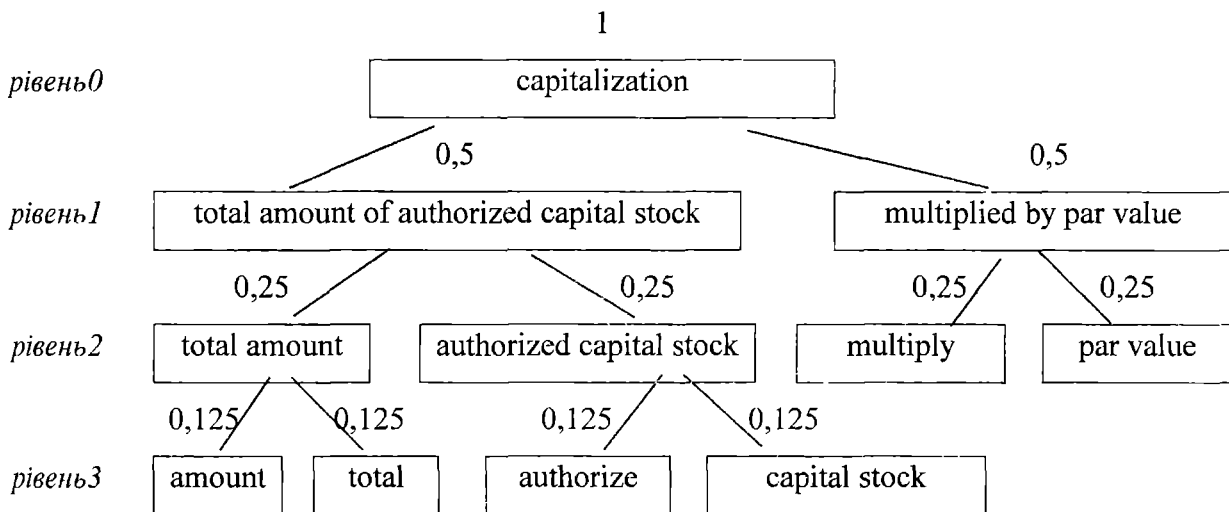 1
рівень0 capitalization
0,5 0,5
рівень1 total amount of authorized capital stock multiplied by par value
0,25 0,25 0,25 0,25
рівень2 total amount authorized capital stock multiply par value
0,125 0,125 0,125 0,125
рівень3 amount total authorize capital stock